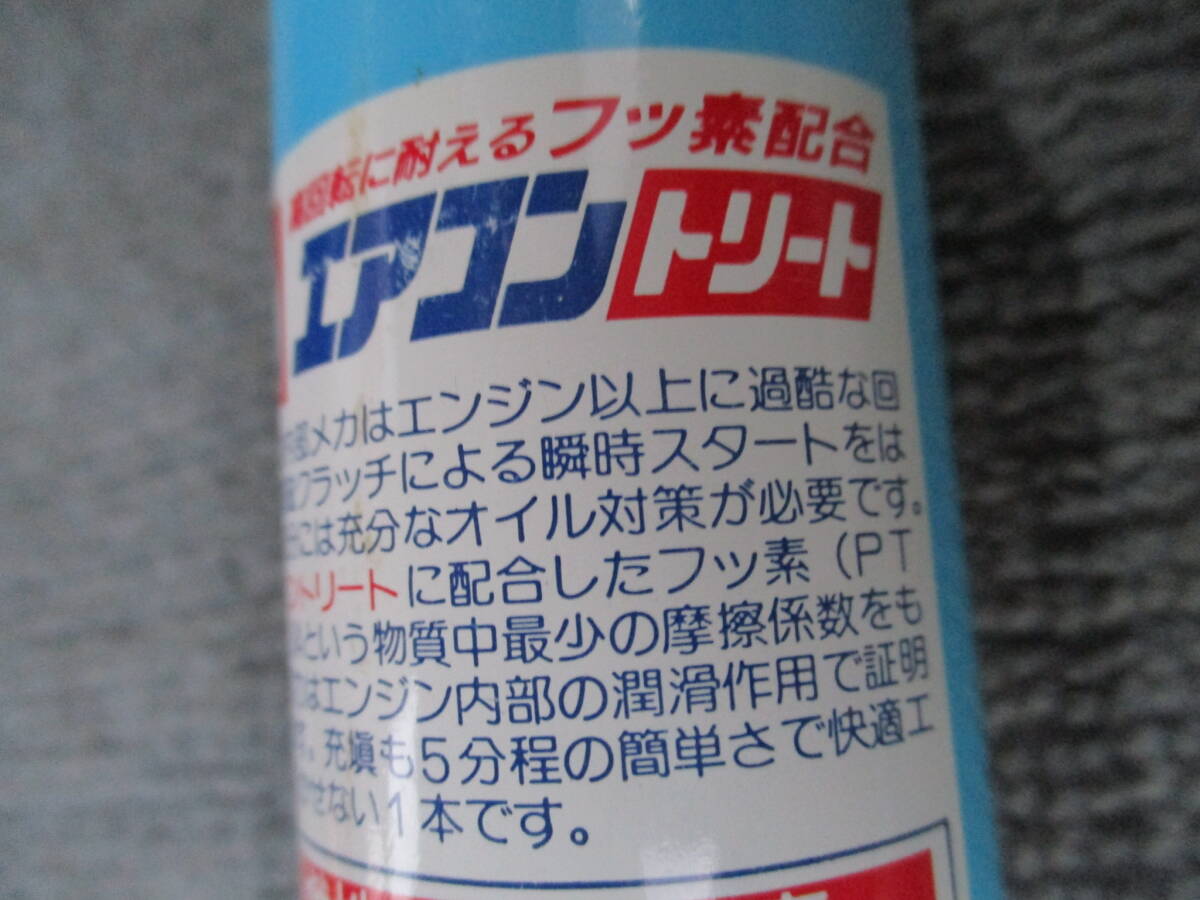 高回転に耐えるフッ素配合
エアコントリート
メカはエンジン以上に過酷な回
クラッチによる瞬時スタートをは
には充分なオイル対策が必要です。
ントリートに配合したフッ素（PT
という物質中最少の摩擦係数をも
はエンジン内部の潤滑作用で証明
。充塡も5分程の簡単さで快適エ
せない1本です。